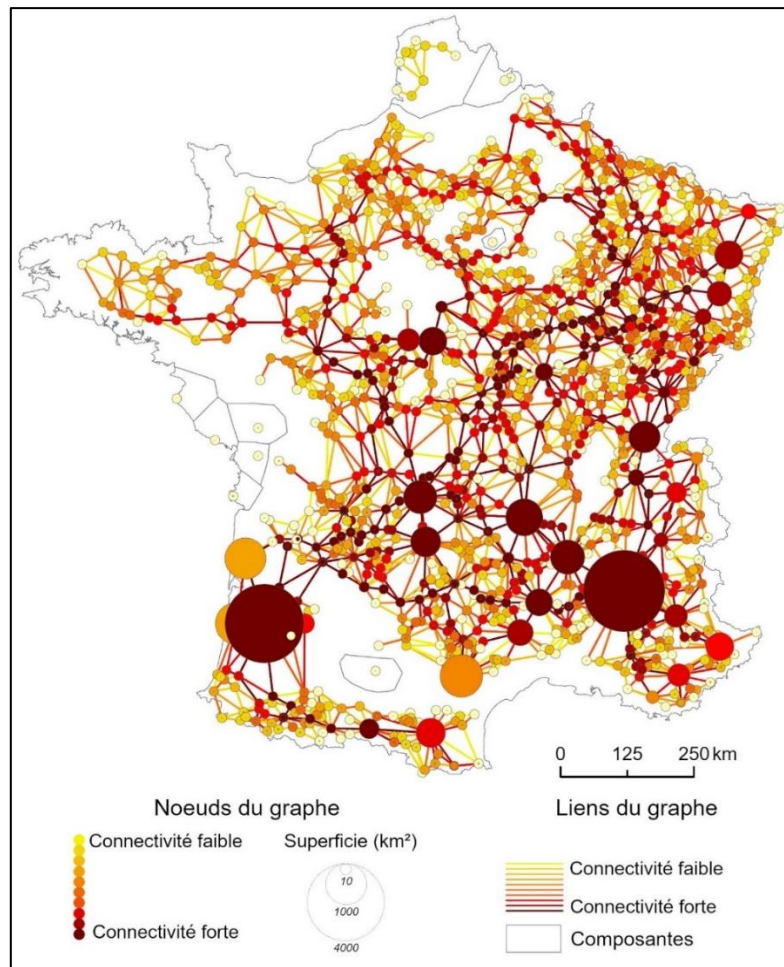 0 125 250 km
Noeuds du graphe
Liens du graphe
Connectivité faible
Superficie (km²)
10
1000
4000
Connectivité forte
Connectivité faible
Connectivité forte
Composantes